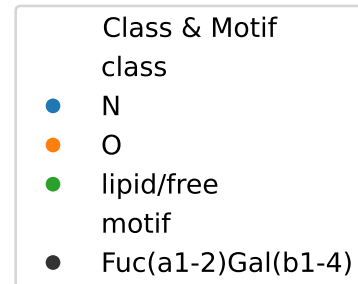 Class & Motif
class
N
O
lipid/free
motif
Fuc(a1-2)Gal(b1-4)